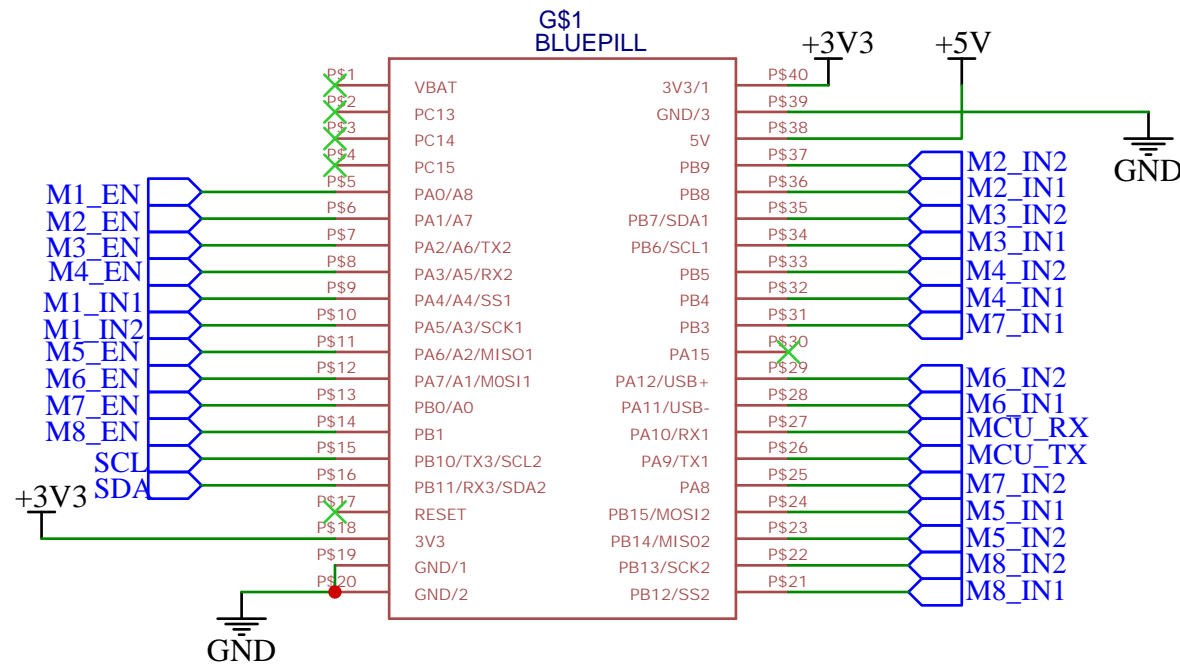 G$1
BLUEPILL
+3V3
+5V
P$1 VBAT 3V3/1 P$40
P$2 PC13 GND/3 P$39
P$3 PC14 5V P$38
P$4 PC15 PB9 P$37 M2_IN2
GND
M1_EN P$5 PA0/A8 PB8 P$36 M2_IN1
M2_EN P$6 PA1/A7 PB7/SDA1 P$35 M3_IN2
M3_EN P$7 PA2/A6/TX2 PB6/SCL1 P$34 M3_IN1
M4_EN P$8 PA3/A5/RX2 PB5 P$33 M4_IN2
M1_IN1 P$9 PA4/A4/SS1 PB4 P$32 M4_IN1
M1_IN2 P$10 PA5/A3/SCK1 PB3 P$31 M7_IN1
M5_EN P$11 PA6/A2/MISO1 PA15 P$30
M6_EN P$12 PA7/A1/M0SI1 PA12/USB+ P$29 M6_IN2
M7_EN P$13 PB0/A0 PA11/USB- P$28 M6_IN1
M8_EN P$14 PB1 PA10/RX1 P$27 MCU_RX
SCL P$15 PB10/TX3/SCL2 PA9/TX1 P$26 MCU_TX
SDA P$16 PB11/RX3/SDA2 PA8 P$25 M7_IN2
+3V3
P$17 RESET PB15/MOSI2 P$24 M5_IN1
P$18 3V3 PB14/MISO2 P$23 M5_IN2
P$19 GND/1 PB13/SCK2 P$22 M8_IN2
P$20 GND/2 PB12/SS2 P$21 M8_IN1
GND